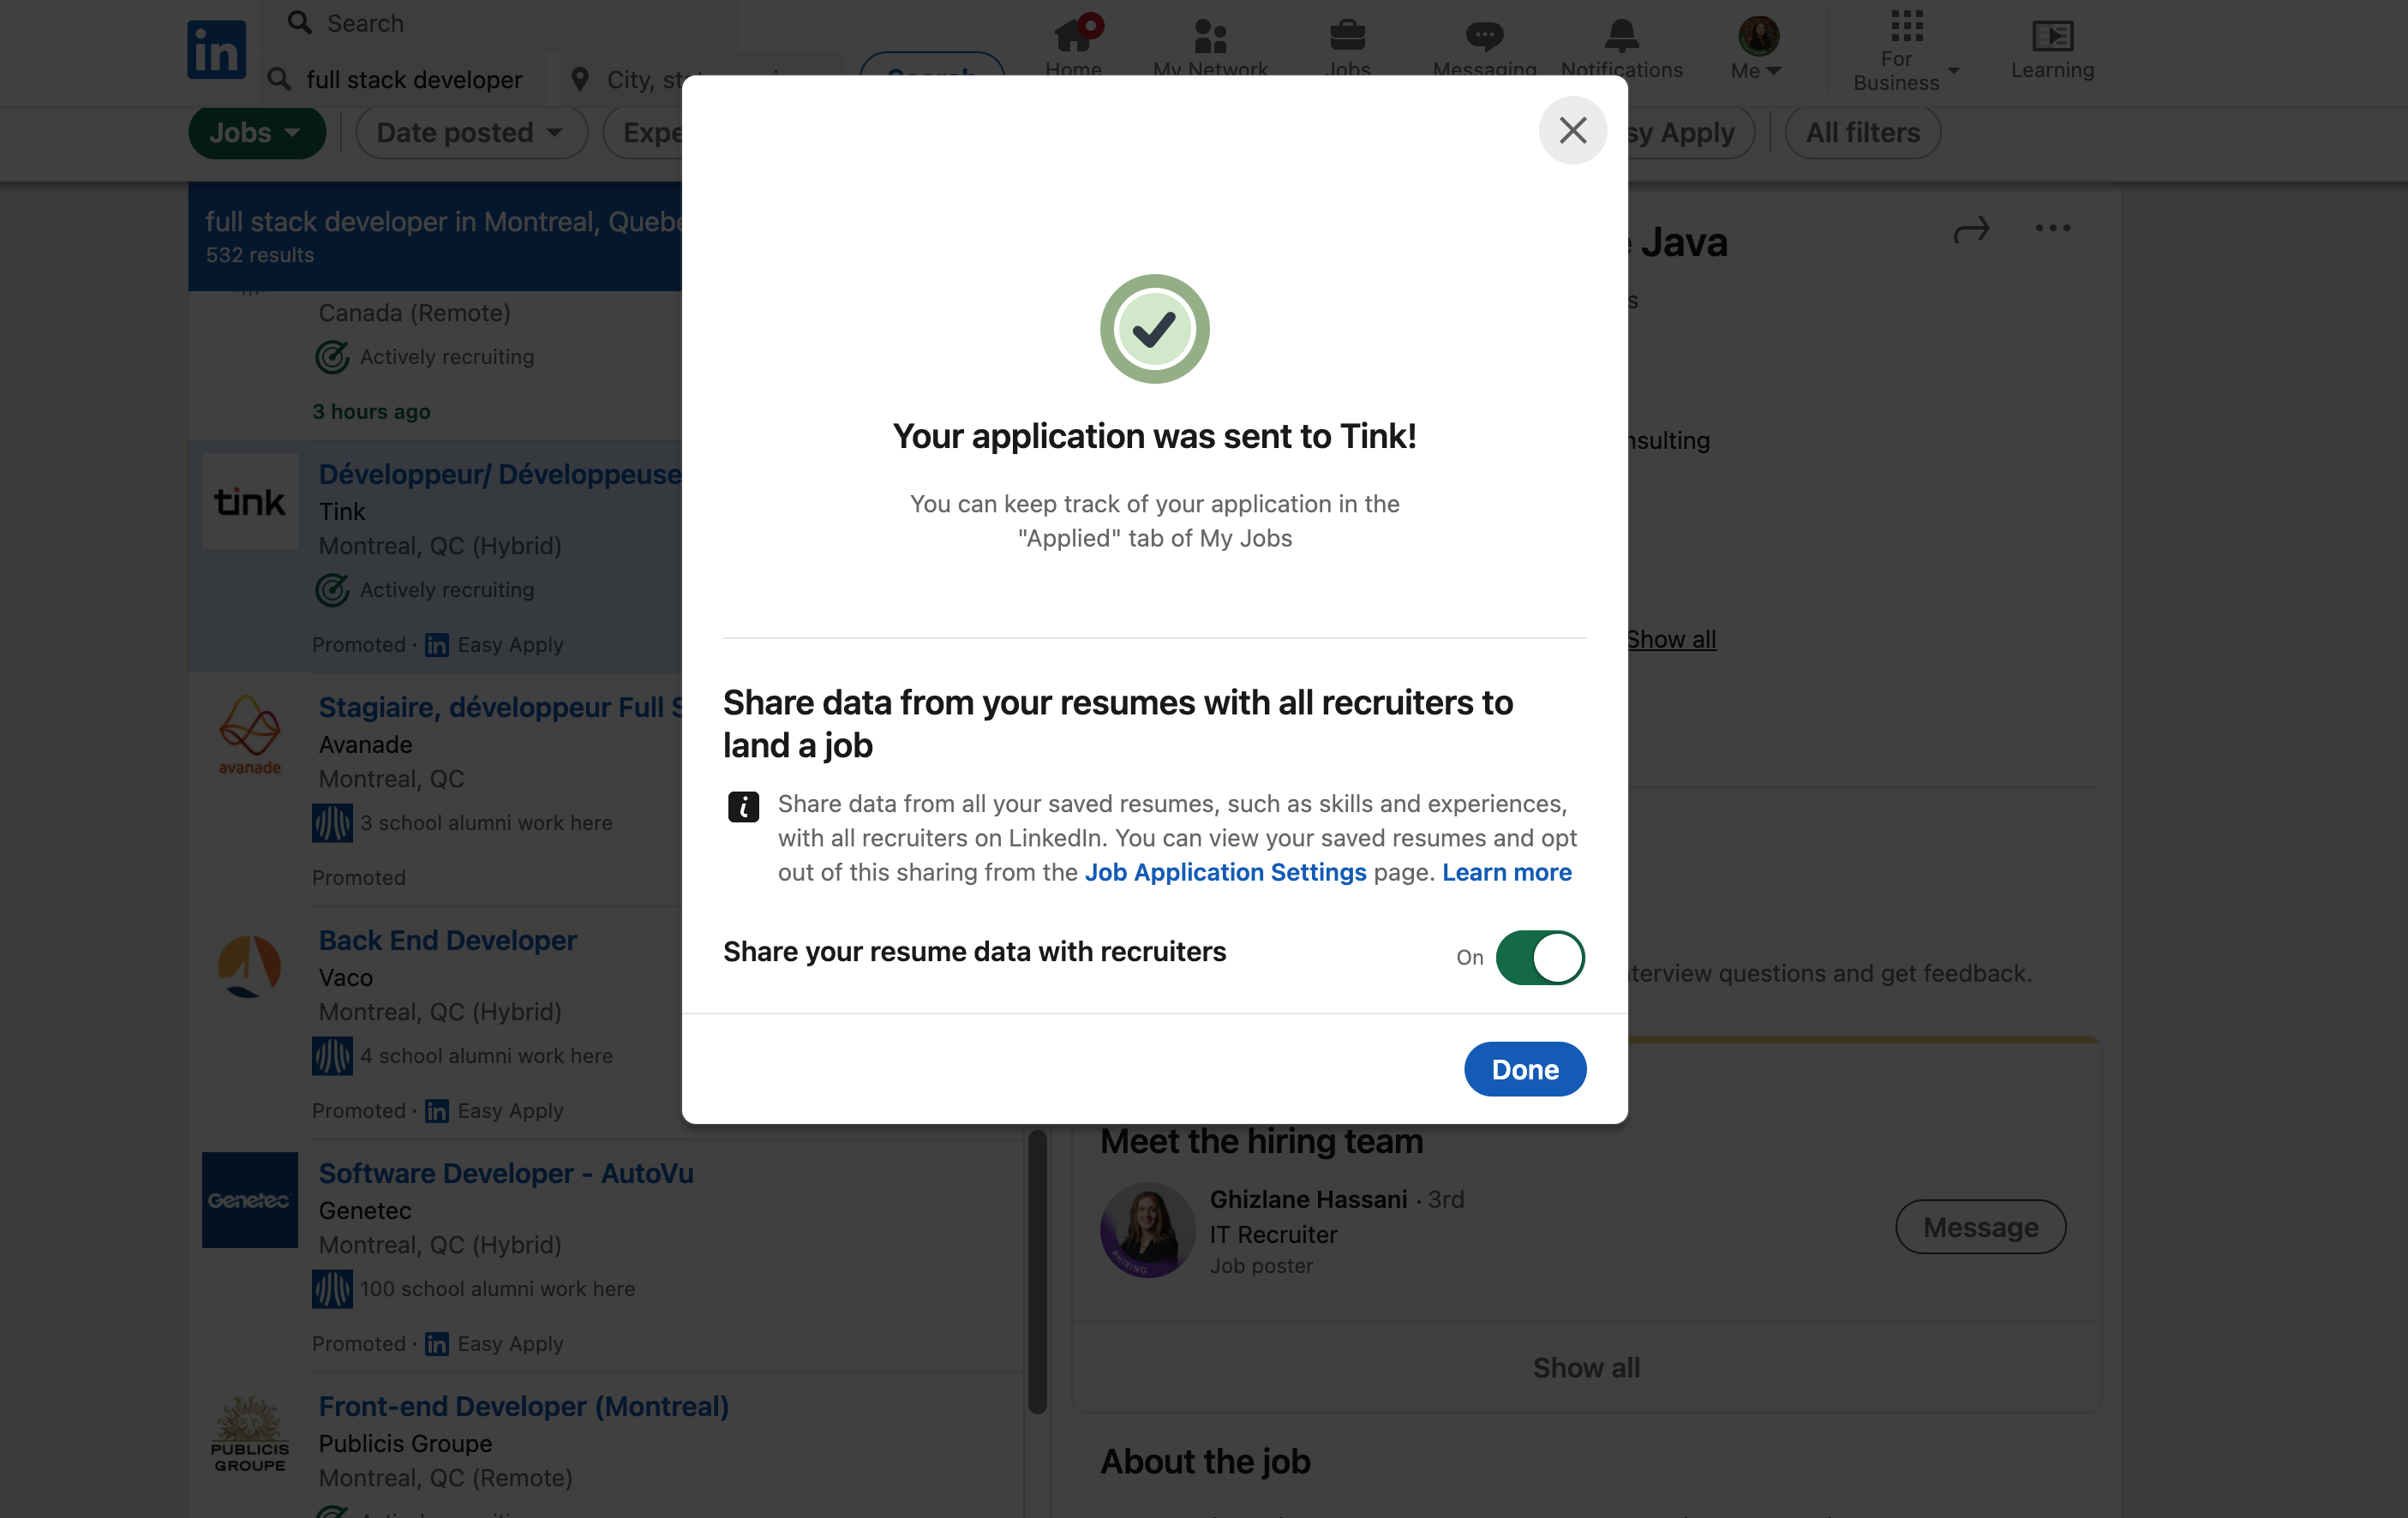 Search
full stack developer
City, st
Search
Home
My Network
Jobs
Messaging
Notifications
Me
For
Business
Learning
Jobs
Date posted
Expe
sy Apply
All filters
full stack developer in Montreal, Quebe
532 results
Canada (Remote)
Actively recruiting
3 hours ago
tink
Développeur/ Développeuse
Tink
Montreal, QC (Hybrid)
Actively recruiting
Promoted · in Easy Apply
avanade
Stagiaire, développeur Full S
Avanade
Montreal, QC
3 school alumni work here
Promoted
Back End Developer
Vaco
Montreal, QC (Hybrid)
4 school alumni work here
Promoted · in Easy Apply
Genetec
Software Developer - AutoVu
Genetec
Montreal, QC (Hybrid)
100 school alumni work here
Promoted · in Easy Apply
PUBLICIS
GROUPE
Front-end Developer (Montreal)
Publicis Groupe
Montreal, QC (Remote)
Your application was sent to Tink!
You can keep track of your application in the
"Applied" tab of My Jobs
Share data from your resumes with all recruiters to
land a job
Share data from all your saved resumes, such as skills and experiences,
with all recruiters on LinkedIn. You can view your saved resumes and opt
out of this sharing from the Job Application Settings page. Learn more
Share your resume data with recruiters
On
Done
Java
s
nsulting
Show all
terview questions and get feedback.
Meet the hiring team
Ghizlane Hassani · 3rd
IT Recruiter
Job poster
#HIRING
Message
Show all
About the job